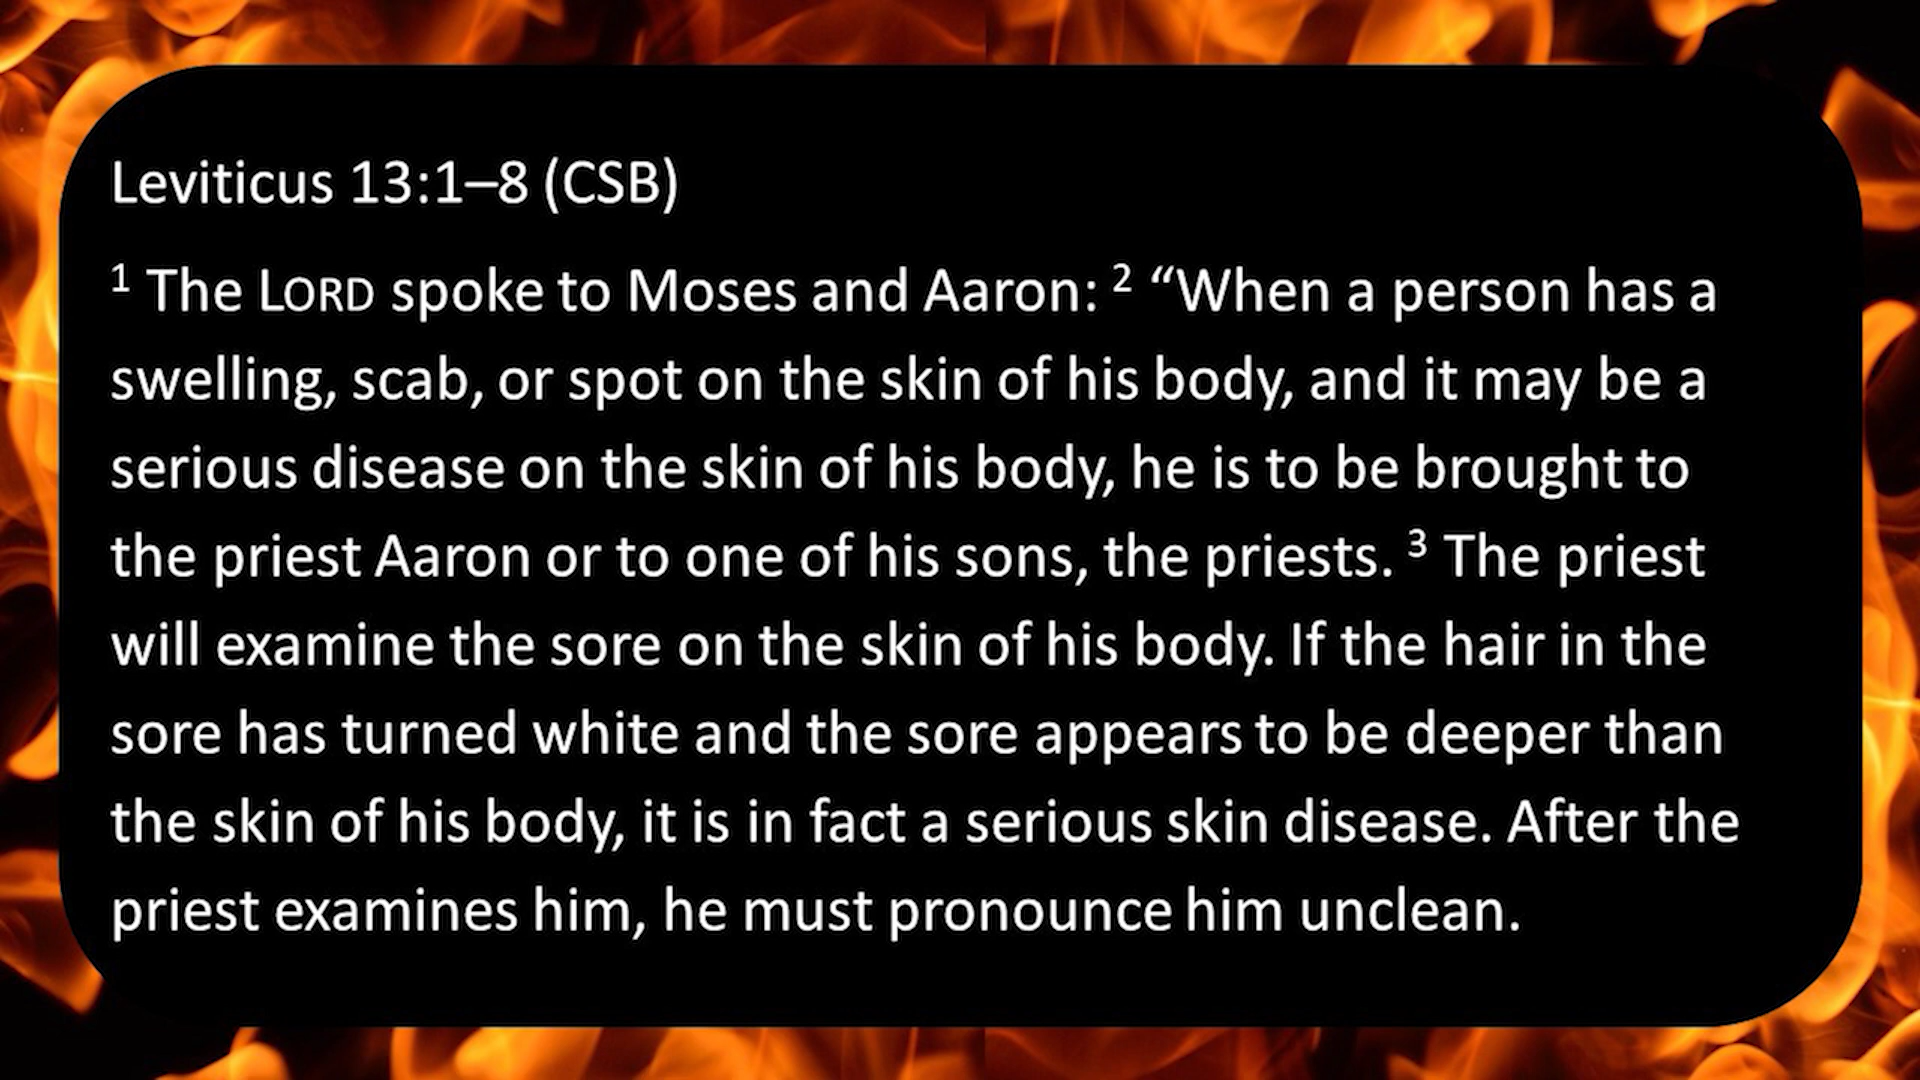 Leviticus 13:1–8 (CSB)
1 The LORD spoke to Moses and Aaron: 2 “When a person has a
swelling, scab, or spot on the skin of his body, and it may be a
serious disease on the skin of his body, he is to be brought to
the priest Aaron or to one of his sons, the priests. 3 The priest
will examine the sore on the skin of his body. If the hair in the
sore has turned white and the sore appears to be deeper than
the skin of his body, it is in fact a serious skin disease. After the
priest examines him, he must pronounce him unclean.